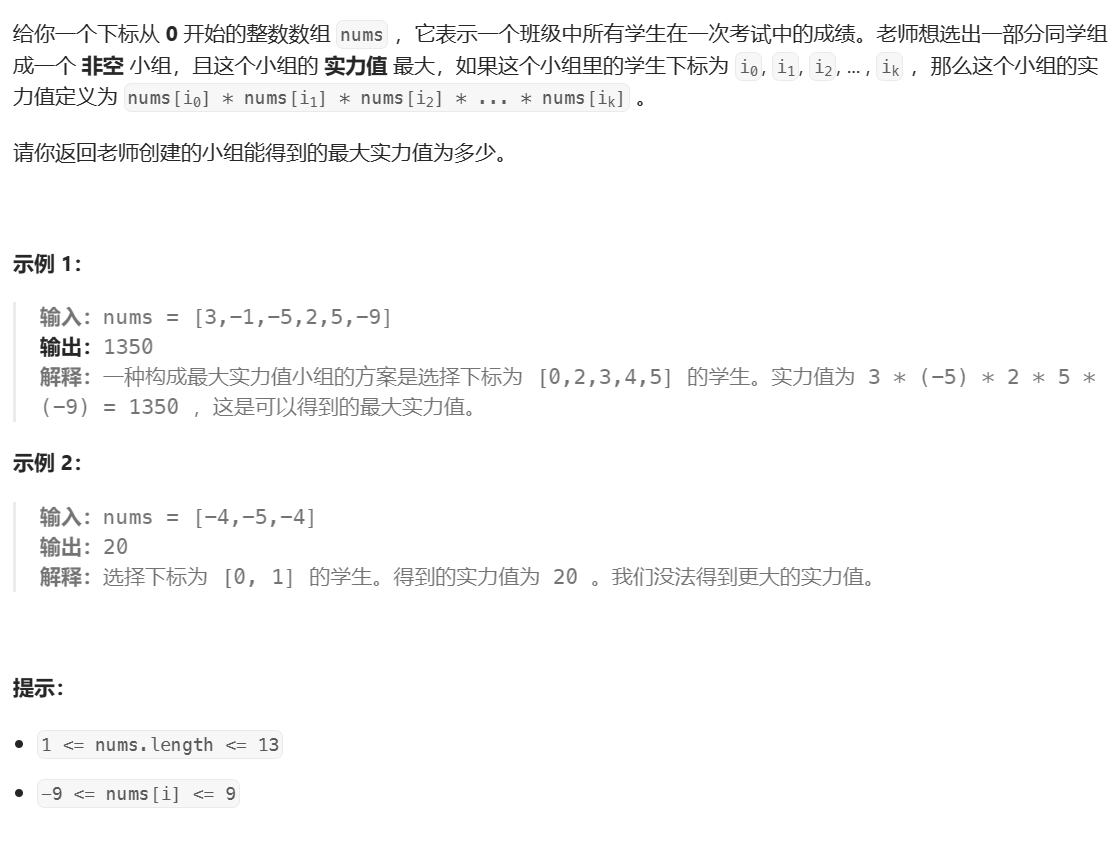 给你一个下标从 0 开始的整数数组 nums ，它表示一个班级中所有学生在一次考试中的成绩。老师想选出一部分同学组
成一个 非空 小组，且这个小组的 实力值 最大，如果这个小组里的学生下标为 i₀, i₁, i₂, ... , iₖ ，那么这个小组的实
力值定义为 nums[i₀] * nums[i₁] * nums[i₂] * ... * nums[iₖ] 。
请你返回老师创建的小组能得到的最大实力值为多少。
示例 1：
输入：nums = [3,-1,-5,2,5,-9]
输出：1350
解释：一种构成最大实力值小组的方案是选择下标为 [0,2,3,4,5] 的学生。实力值为 3 * (-5) * 2 * 5 *
(-9) = 1350 ，这是可以得到的最大实力值。
示例 2：
输入：nums = [-4,-5,-4]
输出：20
解释：选择下标为 [0, 1] 的学生。得到的实力值为 20 。我们没法得到更大的实力值。
提示：
• 1 <= nums.length <= 13
• -9 <= nums[i] <= 9